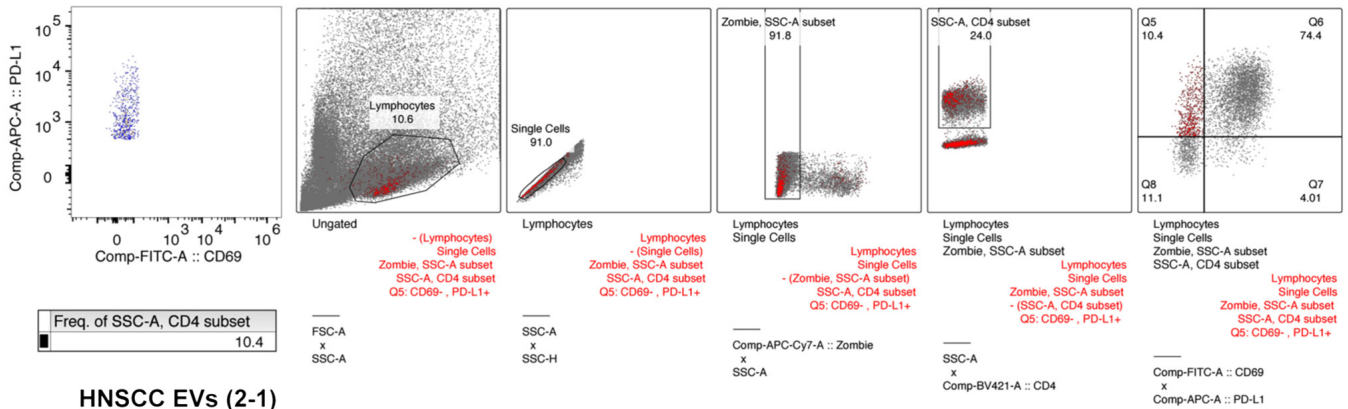 Comp-APC-A :: PD-L1
10^5
10^4
10^3
0
0
10^3
10^4
10^6
Comp-FITC-A :: CD69
Freq. of SSC-A, CD4 subset
10.4
HNSCC EVs (2-1)
Lymphocytes
10.6
Ungated
- (Lymphocytes)
Single Cells
Zombie, SSC-A subset
SSC-A, CD4 subset
Q5: CD69- , PD-L1+
FSC-A
x
SSC-A
Single Cells
91.0
Lymphocytes
Lymphocytes
- (Single Cells)
Zombie, SSC-A subset
SSC-A, CD4 subset
Q5: CD69- , PD-L1+
SSC-A
x
SSC-H
Zombie, SSC-A subset
91.8
Lymphocytes
Single Cells
Lymphocytes
Single Cells
- (Zombie, SSC-A subset)
SSC-A, CD4 subset
Q5: CD69- , PD-L1+
Comp-APC-Cy7-A :: Zombie
x
SSC-A
SSC-A, CD4 subset
24.0
Lymphocytes
Single Cells
Zombie, SSC-A subset
Lymphocytes
Single Cells
Zombie, SSC-A subset
- (SSC-A, CD4 subset)
Q5: CD69- , PD-L1+
SSC-A
x
Comp-BV421-A :: CD4
Q5
10.4
Q6
74.4
Q8
11.1
Q7
4.01
Lymphocytes
Single Cells
Zombie, SSC-A subset
SSC-A, CD4 subset
Lymphocytes
Single Cells
Zombie, SSC-A subset
SSC-A, CD4 subset
Q5: CD69- , PD-L1+
Comp-FITC-A :: CD69
x
Comp-APC-A :: PD-L1